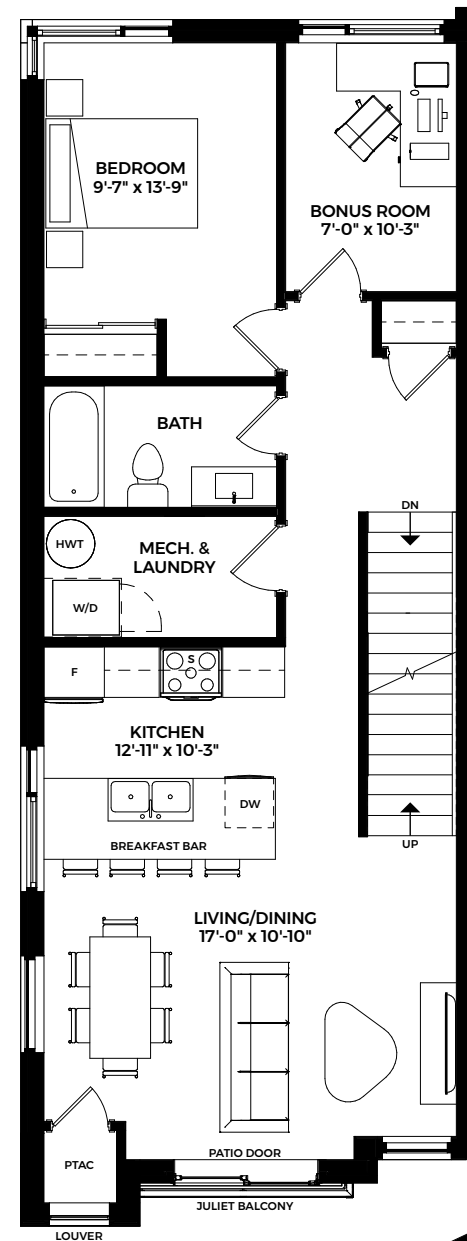 BEDROOM
9'-7" x 13'-9"
BONUS ROOM
7'-0" x 10'-3"
BATH
DN
HWT
MECH. &
LAUNDRY
W/D
F
S
KITCHEN
12'-11" x 10'-3"
DW
BREAKFAST BAR
UP
LIVING/DINING
17'-0" x 10'-10"
PATIO DOOR
PTAC
JULIET BALCONY
LOUVER